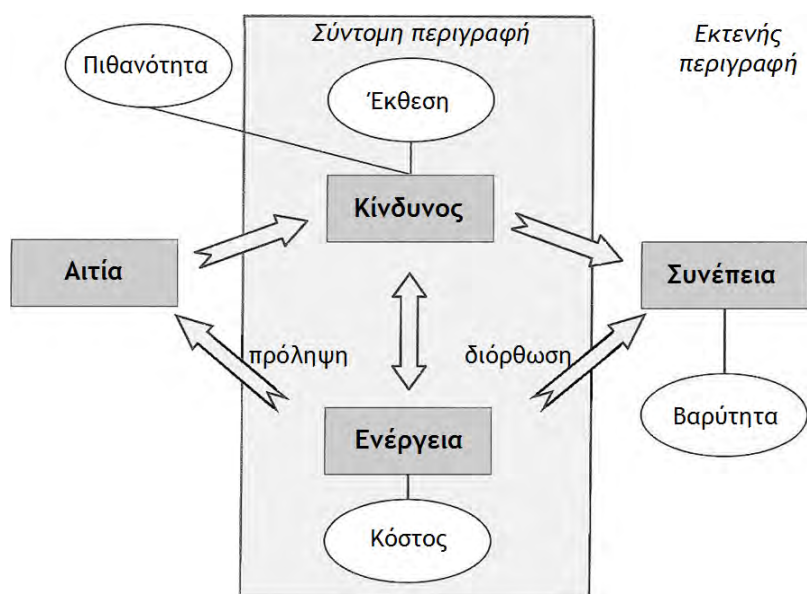 Σύντομη περιγραφή
Εκτενής
περιγραφή
Πιθανότητα
Έκθεση
Κίνδυνος
Αιτία
Συνέπεια
πρόληψη
διόρθωση
Ενέργεια
Βαρύτητα
Κόστος